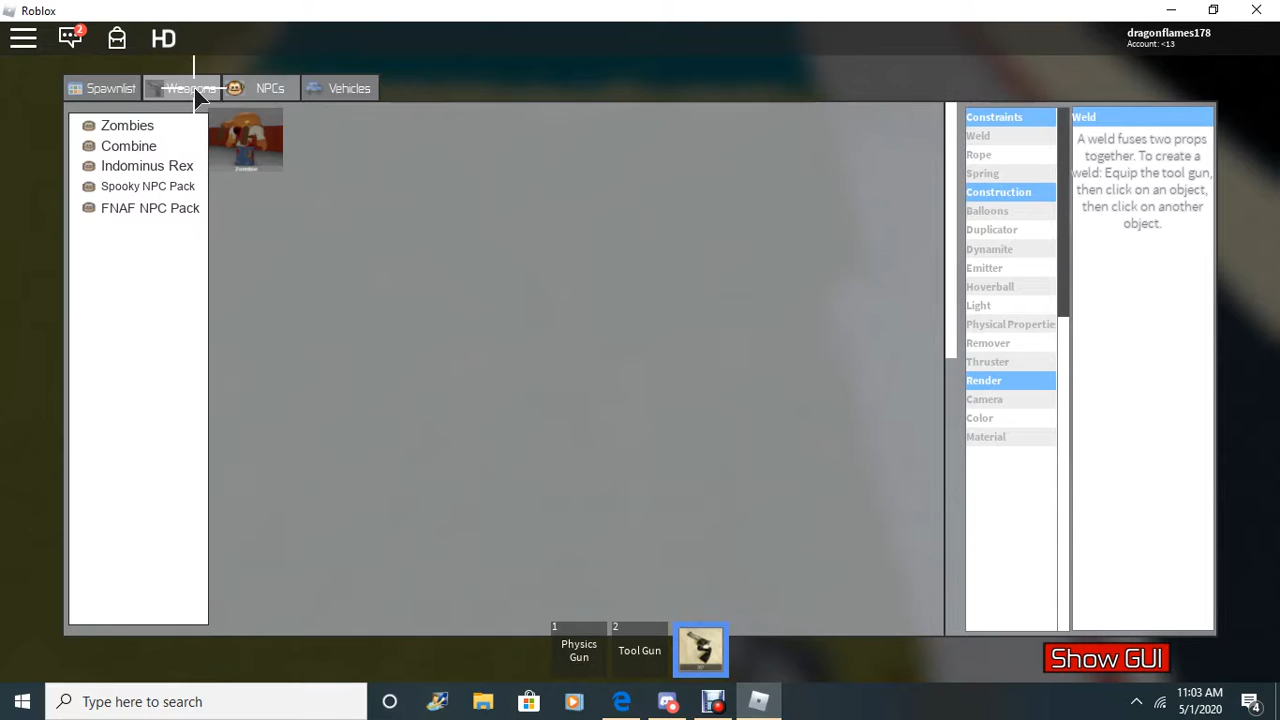 Roblox
2
HD
dragonflames178
Account: <13
Spawnlist
Weapons
NPCs
Vehicles
Zombies
Combine
Indominus Rex
Spooky NPC Pack
FNAF NPC Pack
Zombie
Constraints
Weld
Rope
Spring
Construction
Balloons
Duplicator
Dynamite
Emitter
Hoverball
Light
Physical Propertie
Remover
Thruster
Render
Camera
Color
Material
Weld
A weld fuses two props
together. To create a
weld: Equip the tool gun,
then click on an object,
then click on another
object.
1
Physics
Gun
2
Tool Gun
Show GUI
Type here to search
11:03 AM
5/1/2020
4